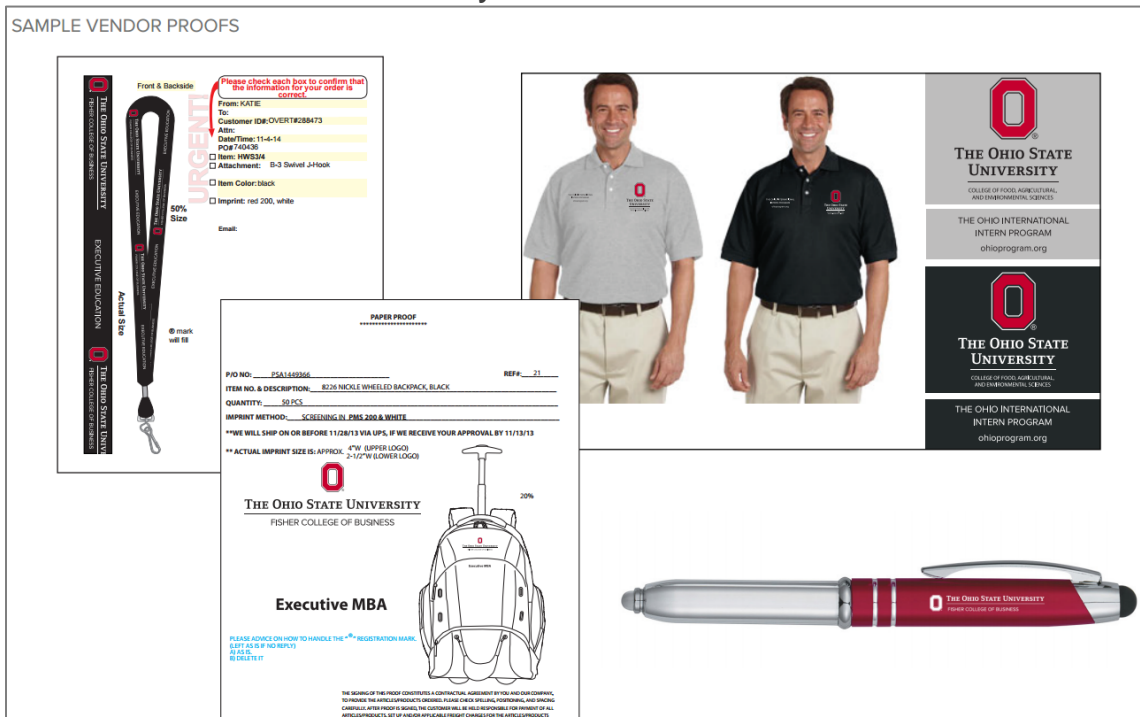 SAMPLE VENDOR PROOFS
THE OHIO STATE UNIVERSITY
FISHER COLLEGE OF BUSINESS
EXECUTIVE EDUCATION
THE OHIO STATE UNIVERSITY
FISHER COLLEGE OF BUSINESS
Front & Backside
50%
Size
Actual Size
® mark
will fill
URGENT!
Please check each box to confirm that
the information for your order is
correct.
From: KATIE
To:
Customer ID#: OVERT#288473
Attn:
Date/Time: 11-4-14
PO# 740436
Item: HWS3/4
Attachment: B-3 Swivel J-Hook
Item Color: black
Imprint: red 200, white
Email:
PAPER PROOF
**********************
P/O NO: PSA1449366 REF#: 21
ITEM NO. & DESCRIPTION: 8226 NICKLE WHEELED BACKPACK, BLACK
QUANTITY: 50 PCS
IMPRINT METHOD: SCREENING IN PMS 200 & WHITE
**WE WILL SHIP ON OR BEFORE 11/28/13 VIA UPS, IF WE RECEIVE YOUR APPROVAL BY 11/13/13
** ACTUAL IMPRINT SIZE IS: APPROX. 4"W (UPPER LOGO)
2-1/2"W (LOWER LOGO)
THE OHIO STATE UNIVERSITY
FISHER COLLEGE OF BUSINESS
20%
Executive MBA
Executive MBA
PLEASE ADVICE ON HOW TO HANDLE THE "®" REGISTRATION MARK.
(LEFT AS IS IF NO REPLY)
A) AS IS.
B) DELETE IT
THE SIGNING OF THIS PROOF CONSTITUTES A CONTRACTUAL AGREEMENT BY YOU AND OUR COMPANY,
TO PROVIDE THE ARTICLES/PRODUCTS ORDERED. PLEASE CHECK SPELLING, POSITIONING, AND SPACING
CAREFULLY. AFTER PROOF IS SIGNED, THE CUSTOMER WILL BE HELD RESPONSIBLE FOR PAYMENT OF ALL
ARTICLES/PRODUCTS, SET UP AND/OR APPLICABLE FREIGHT CHARGES FOR THE ARTICLES/PRODUCTS
THE OHIO STATE
UNIVERSITY
COLLEGE OF FOOD, AGRICULTURAL,
AND ENVIRONMENTAL SCIENCES
THE OHIO INTERNATIONAL
INTERN PROGRAM
ohioprogram.org
THE OHIO STATE
UNIVERSITY
COLLEGE OF FOOD, AGRICULTURAL,
AND ENVIRONMENTAL SCIENCES
THE OHIO INTERNATIONAL
INTERN PROGRAM
ohioprogram.org
THE OHIO STATE UNIVERSITY
FISHER COLLEGE OF BUSINESS